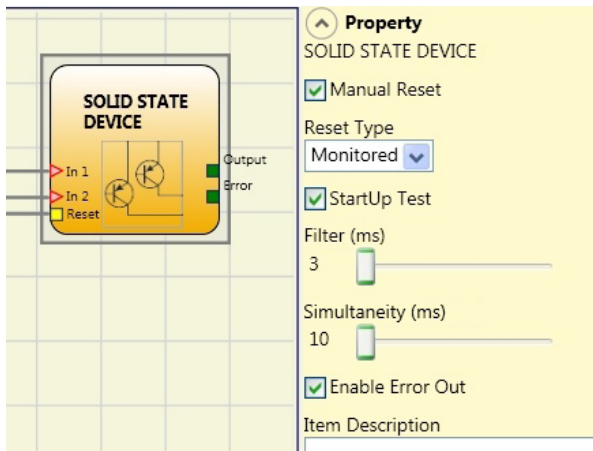 SOLID STATE
DEVICE
In 1
In 2
Reset
Output
Error
Property
SOLID STATE DEVICE
Manual Reset
Reset Type
Monitored
StartUp Test
Filter (ms)
3
Simultaneity (ms)
10
Enable Error Out
Item Description